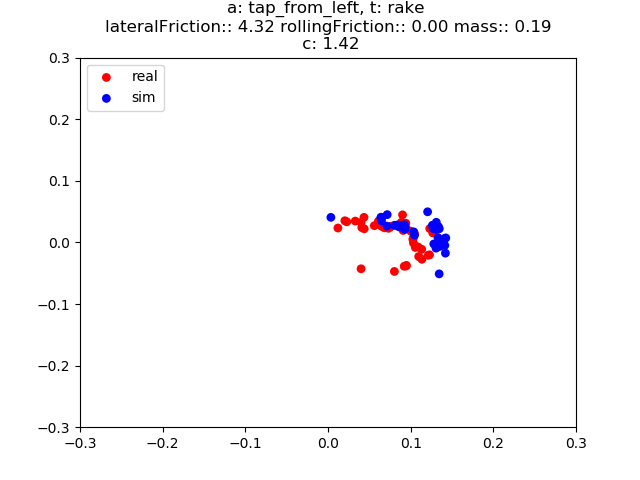 a: tap_from_left, t: rake
lateralFriction:: 4.32 rollingFriction:: 0.00 mass:: 0.19
c: 1.42
real
sim
0.3
0.2
0.1
0.0
−0.1
−0.2
−0.3
−0.3
−0.2
−0.1
0.0
0.1
0.2
0.3